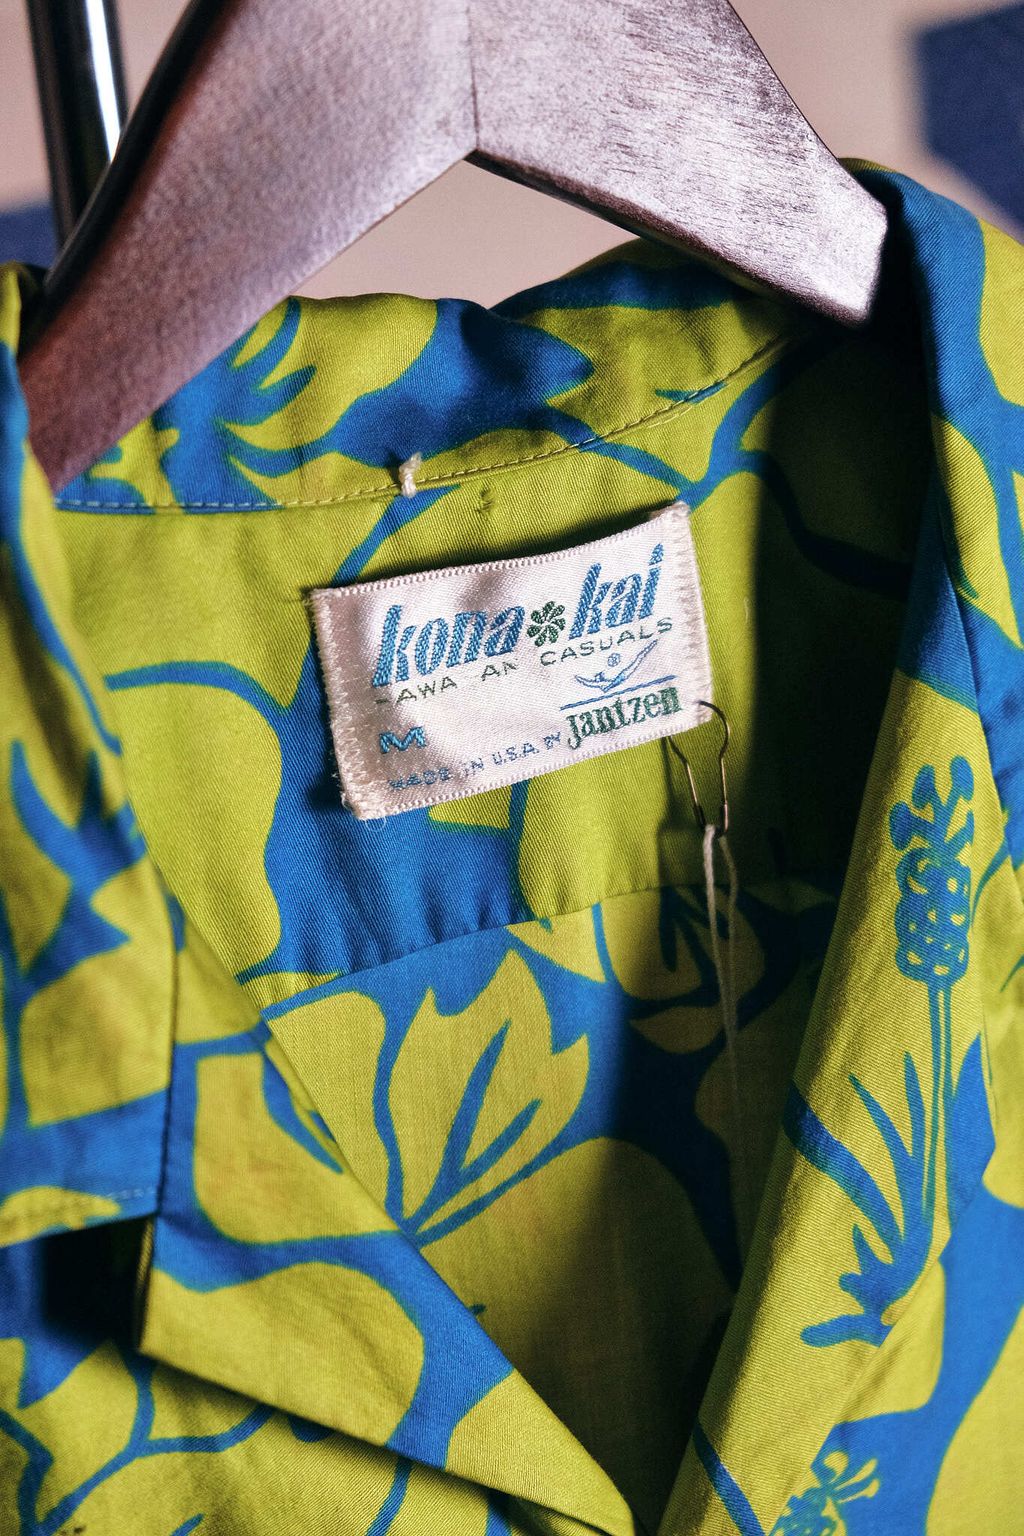 kona kai
HAWAIIAN CASUALS
®
M
MADE IN U.S.A. BY jantzen